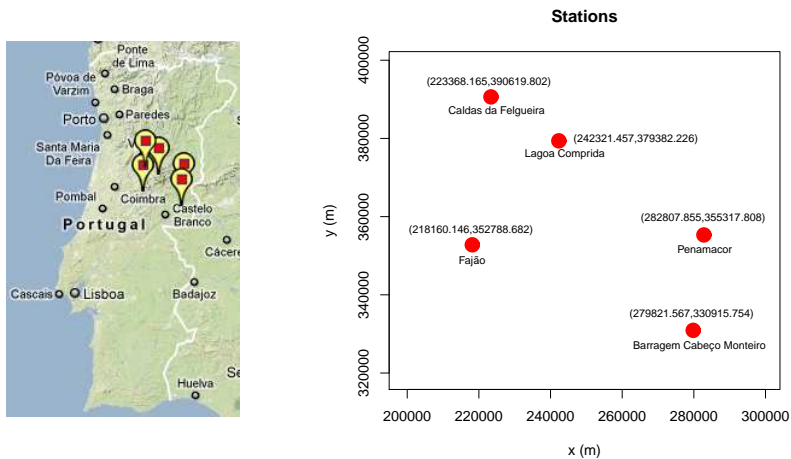 Ponte
de Lima
Póvoa de
Varzim
Braga
Porto
Paredes
Santa Maria
Da Feira
V
Coimbra
Pombal
Castelo
Branco
Portugal
Cácere
Cascais
Lisboa
Badajoz
Huelva
Se
Stations
y (m)
400000
380000
360000
340000
320000
(223368.165,390619.802)
Caldas da Felgueira
(242321.457,379382.226)
Lagoa Comprida
(218160.146,352788.682)
Fajão
(282807.855,355317.808)
Penamacor
(279821.567,330915.754)
Barragem Cabeço Monteiro
200000 220000 240000 260000 280000 300000
x (m)